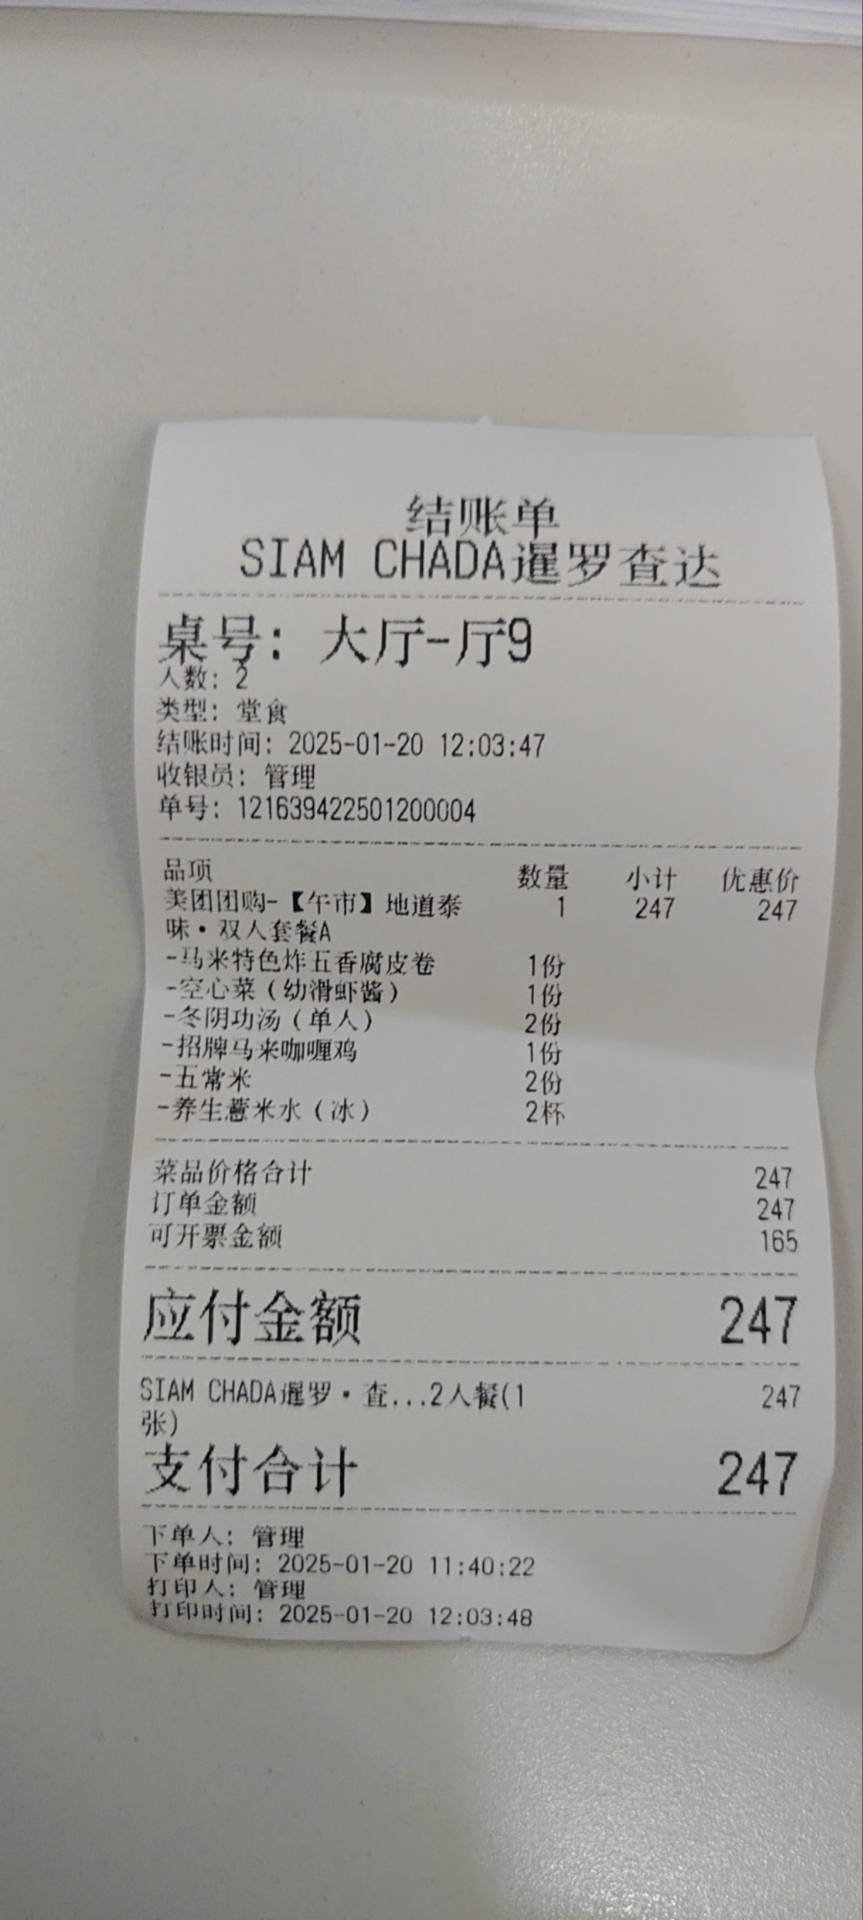 结账单
SIAM CHADA暹罗查达
桌号: 大厅-厅9
人数: 2
类型: 堂食
结账时间: 2025-01-20 12:03:47
收银员: 管理
单号: 121639422501200004
品项 数量 小计 优惠价
美团团购-【午市】地道泰 1 247 247
味·双人套餐A
-马来特色炸五香腐皮卷 1份
-空心菜(幼滑虾酱) 1份
-冬阴功汤(单人) 2份
-招牌马来咖喱鸡 1份
-五常米 2份
-养生薏米水(冰) 2杯
菜品价格合计 247
订单金额 247
可开票金额 165
应付金额 247
SIAM CHADA暹罗·查...2人餐(1 247
张)
支付合计 247
下单人: 管理
下单时间: 2025-01-20 11:40:22
打印人: 管理
打印时间: 2025-01-20 12:03:48